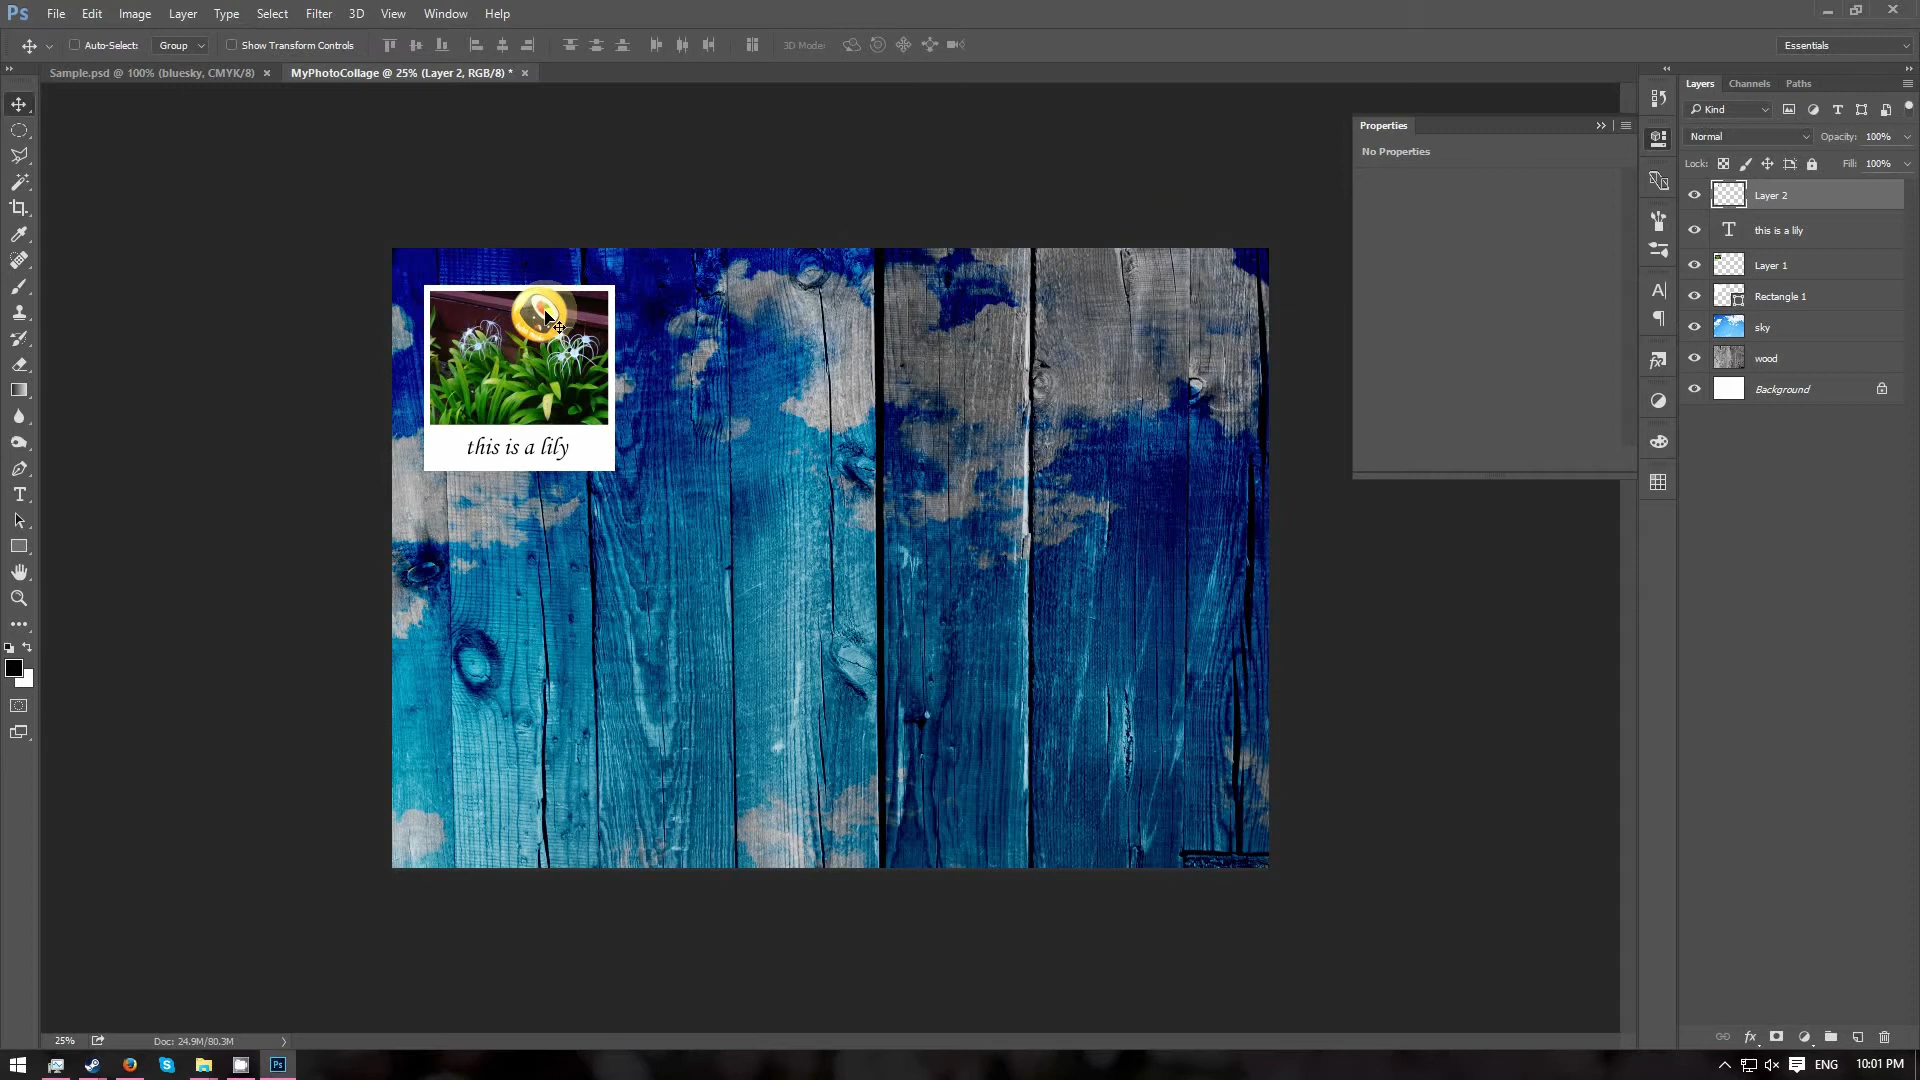 Ps File Edit Image Layer Type Select Filter 3D View Window Help
Auto-Select: Group Show Transform Controls 3D Mode: Essentials
Sample.psd @ 100% (bluesky, CMYK/8) × MyPhotoCollage @ 25% (Layer 2, RGB/8) * ×
Layers Channels Paths
Kind
Properties
Normal Opacity: 100%
No Properties
Lock: Fill: 100%
Layer 2
this is a lily
Layer 1
Rectangle 1
sky
wood
Background
this is a lily
25% Doc: 24.9M/80.3M
Ps ENG 10:01 PM